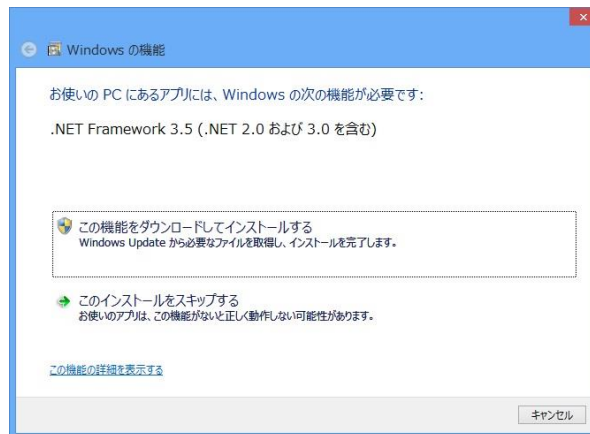 Windows の機能
お使いの PC にあるアプリには、Windows の次の機能が必要です:
.NET Framework 3.5 (.NET 2.0 および 3.0 を含む)
この機能をダウンロードしてインストールする
Windows Update から必要なファイルを取得し、インストールを完了します。
このインストールをスキップする
お使いのアプリは、この機能がないと正しく動作しない可能性があります。
この機能の詳細を表示する
キャンセル